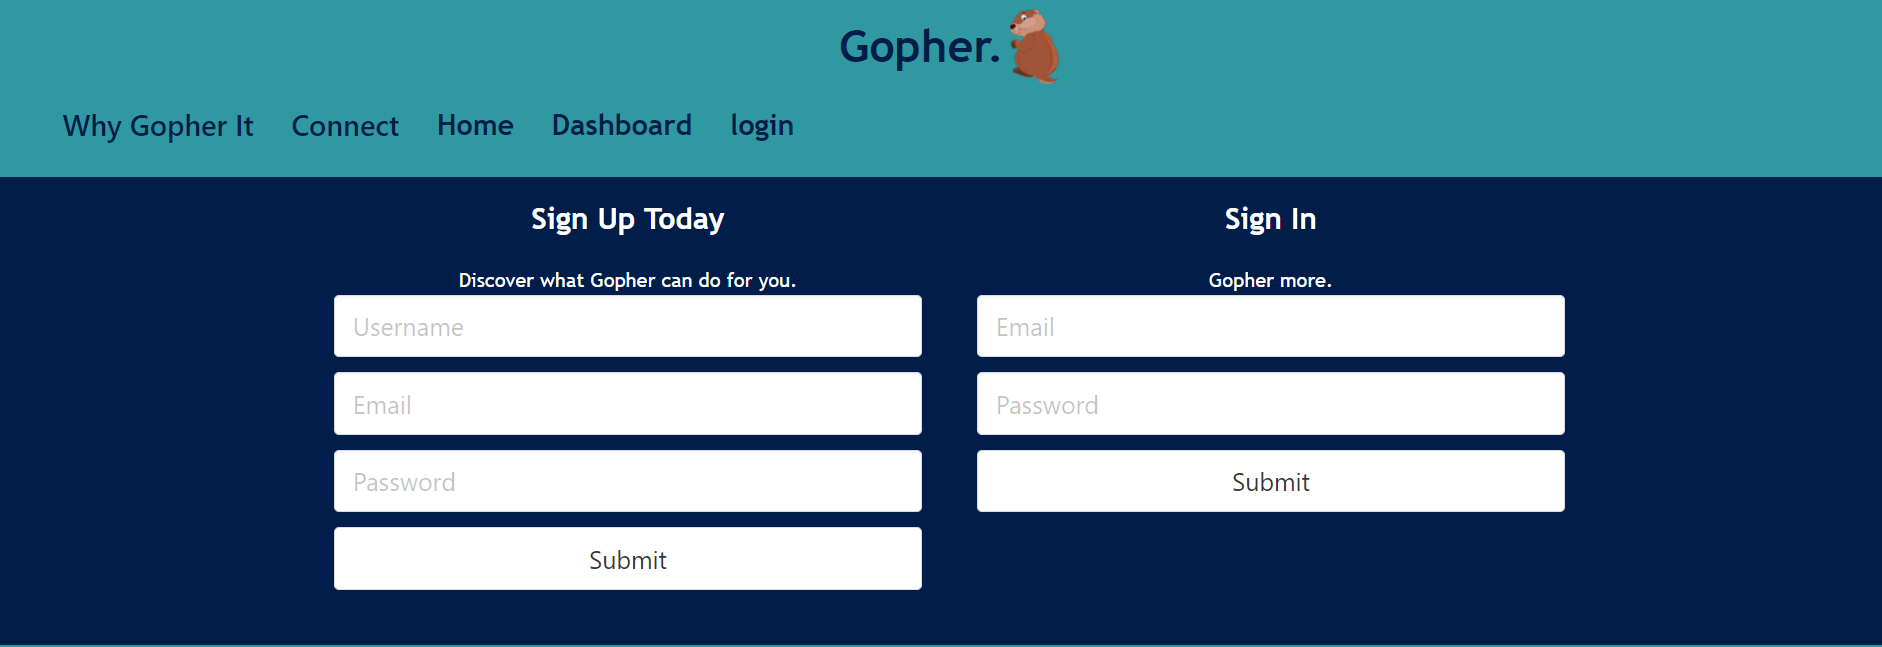 Gopher.
Why Gopher It Connect Home Dashboard login
Sign Up Today
Discover what Gopher can do for you.
Username
Email
Password
Submit
Sign In
Gopher more.
Email
Password
Submit